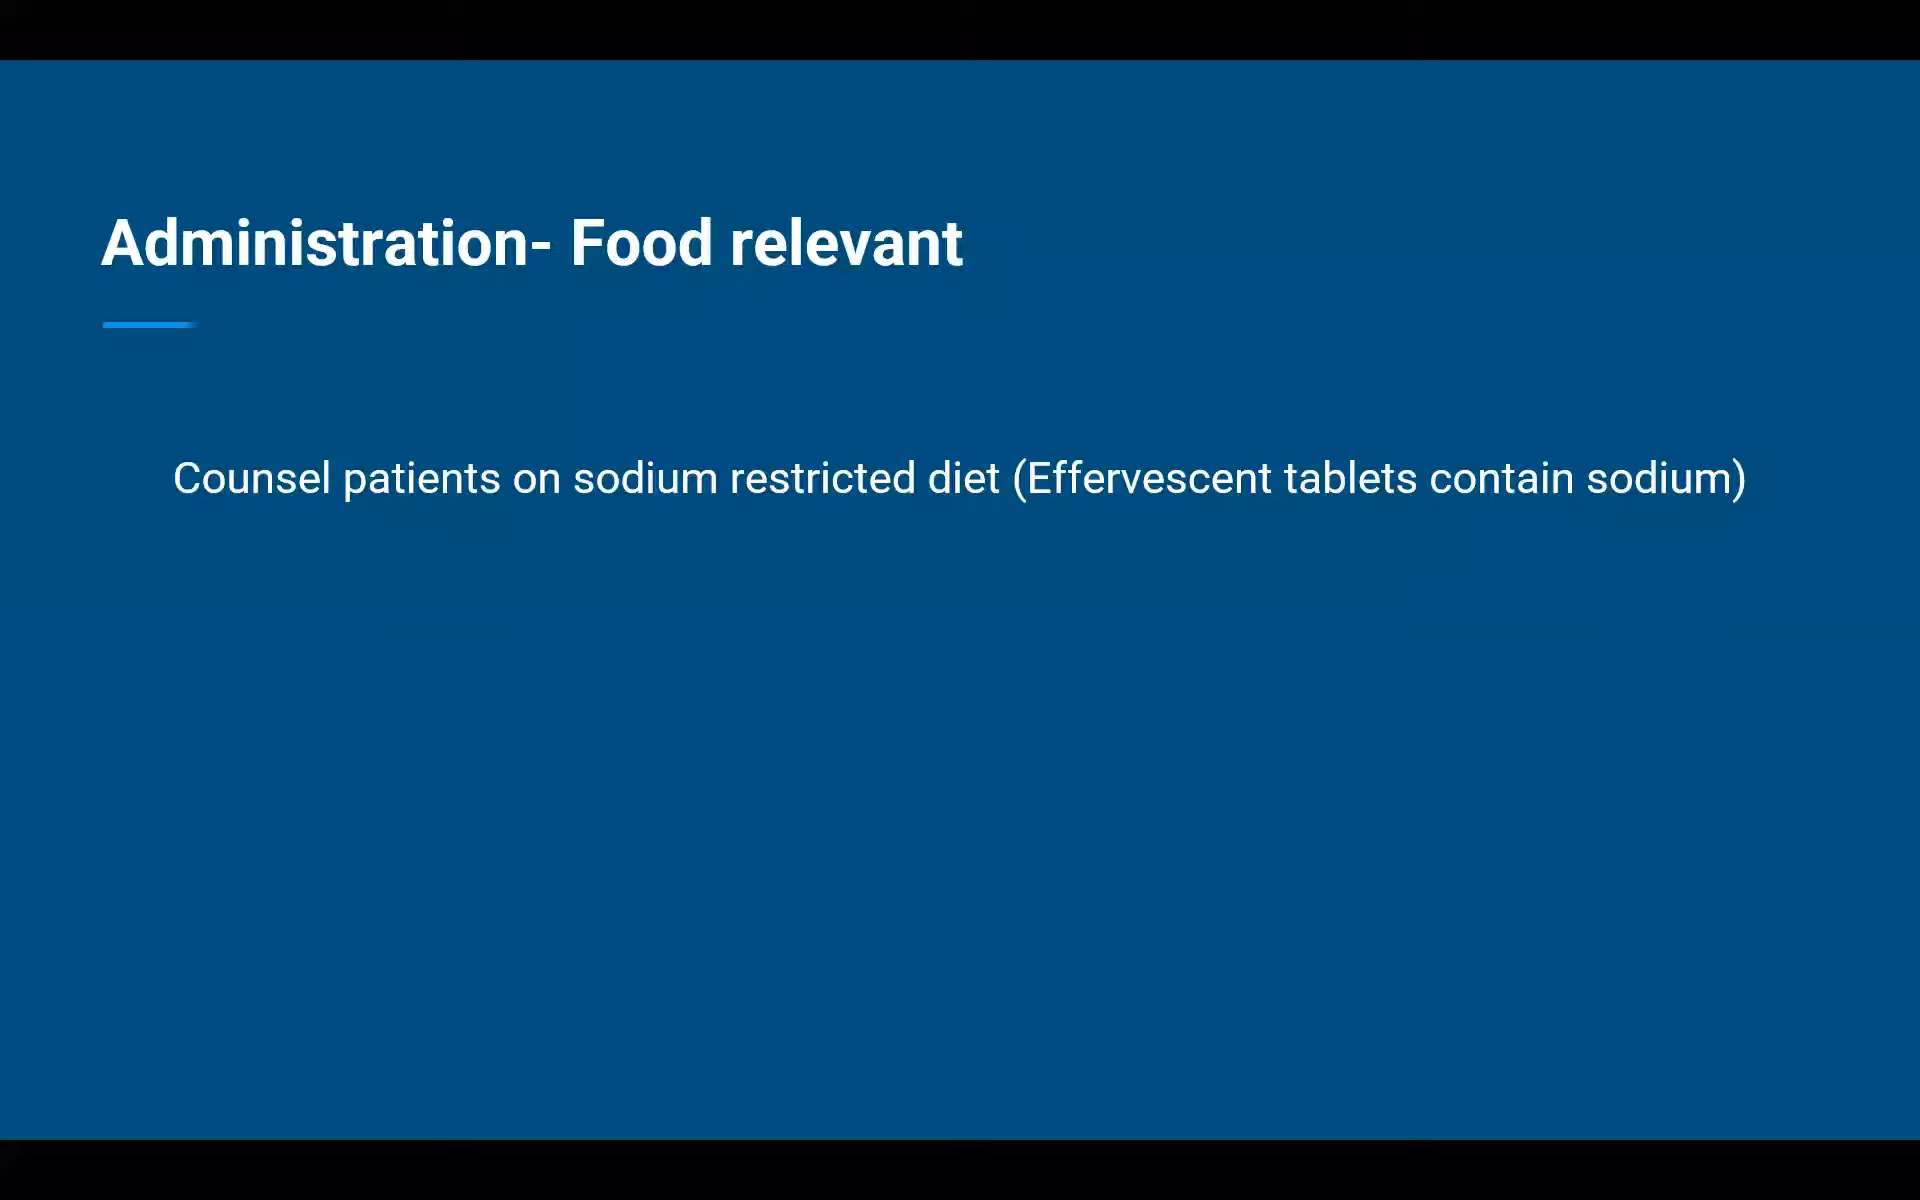 Administration- Food relevant
Counsel patients on sodium restricted diet (Effervescent tablets contain sodium)